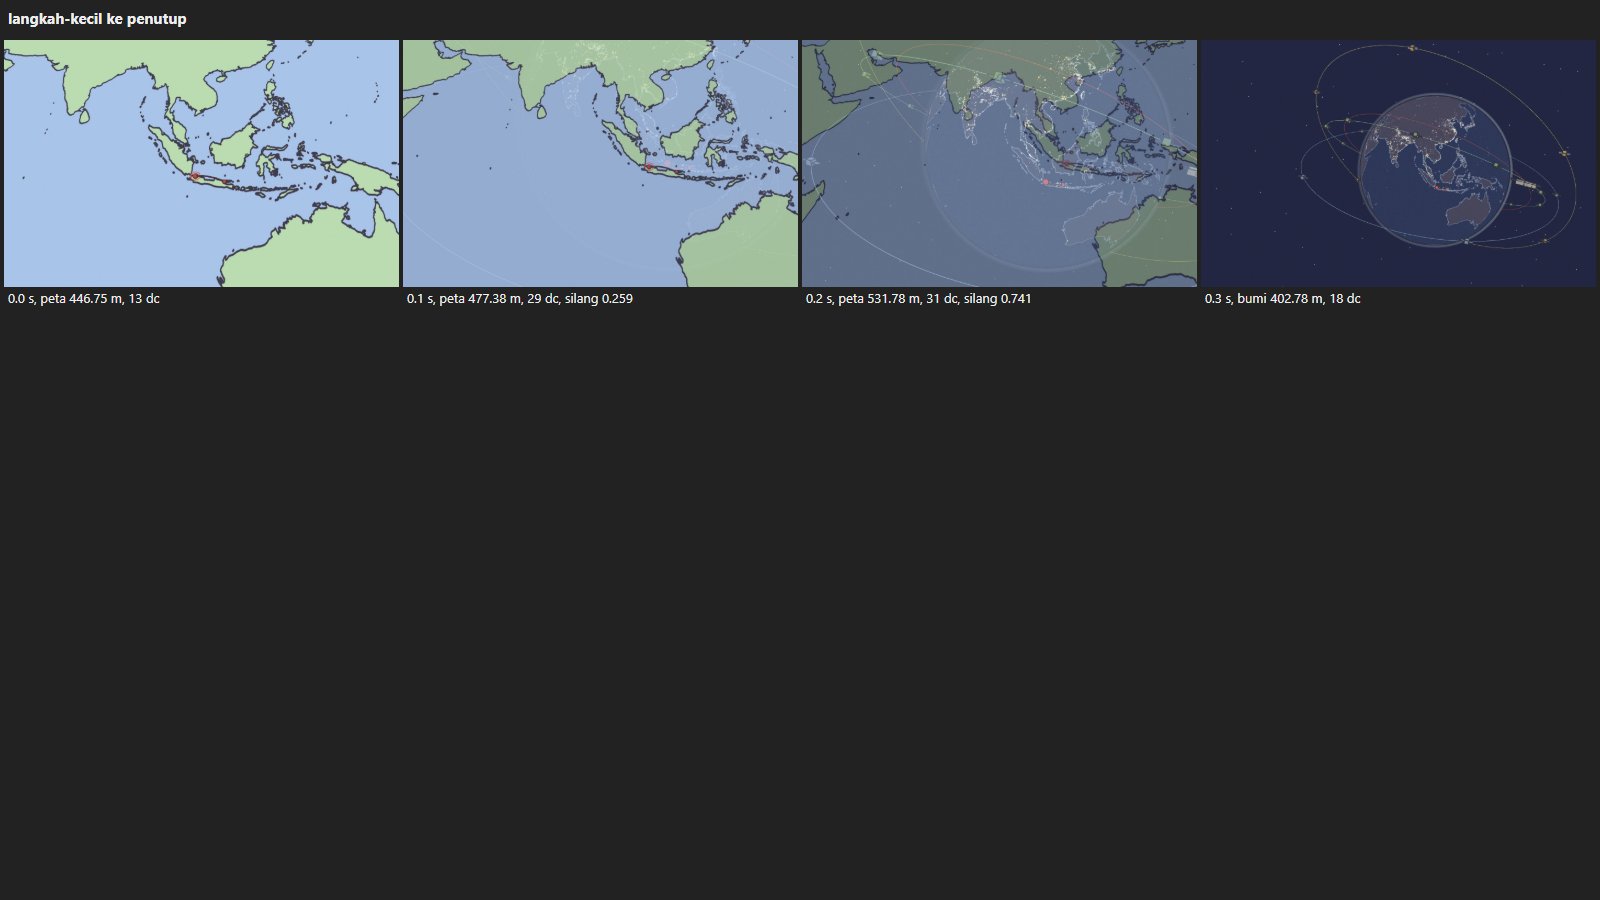 langkah-kecil ke penutup
0.0 s, peta 446.75 m, 13 dc
0.1 s, peta 477.38 m, 29 dc, silang 0.259
0.2 s, peta 531.78 m, 31 dc, silang 0.741
0.3 s, bumi 402.78 m, 18 dc